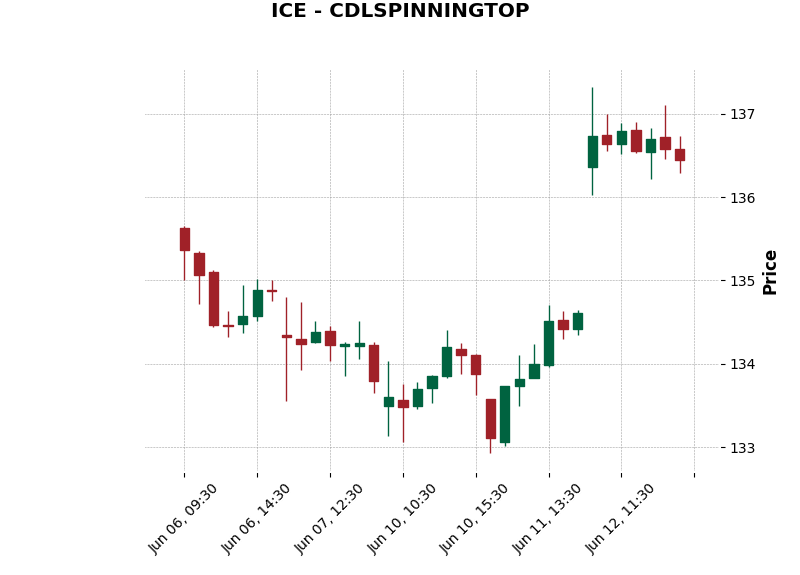 ICE - CDLSPINNINGTOP
137
136
135
134
133
Price
Jun 06, 09:30
Jun 06, 14:30
Jun 07, 12:30
Jun 10, 10:30
Jun 10, 15:30
Jun 11, 13:30
Jun 12, 11:30